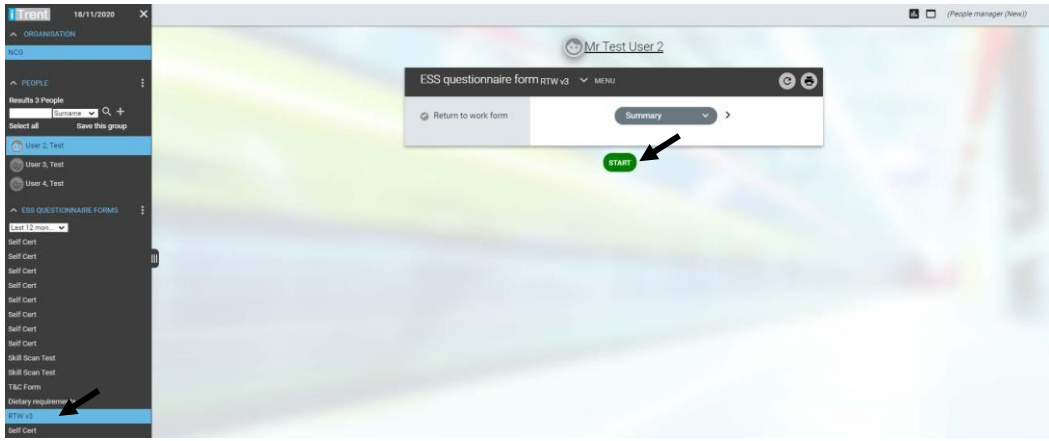 iTrent 18/11/2020
(People manager (New))
ORGANISATION
NCG
PEOPLE
Results 3 People
Surname
Select all Save this group
User 2, Test
User 3, Test
User 4, Test
ESS QUESTIONNAIRE FORMS
Last 12 mon...
Self Cert
Self Cert
Self Cert
Self Cert
Self Cert
Self Cert
Self Cert
Self Cert
Skill Scan Test
Skill Scan Test
T&C Form
Dietary requirements
RTW v3
Self Cert
Mr Test User 2
ESS questionnaire form RTW v3 MENU
Return to work form
Summary
START